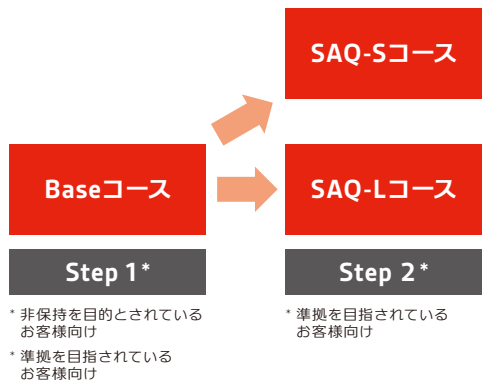 SAQ-Sコース
Baseコース
SAQ-Lコース
Step 1*
Step 2*
* 非保持を目的とされている
お客様向け
* 準拠を目指されている
お客様向け
* 準拠を目指されている
お客様向け